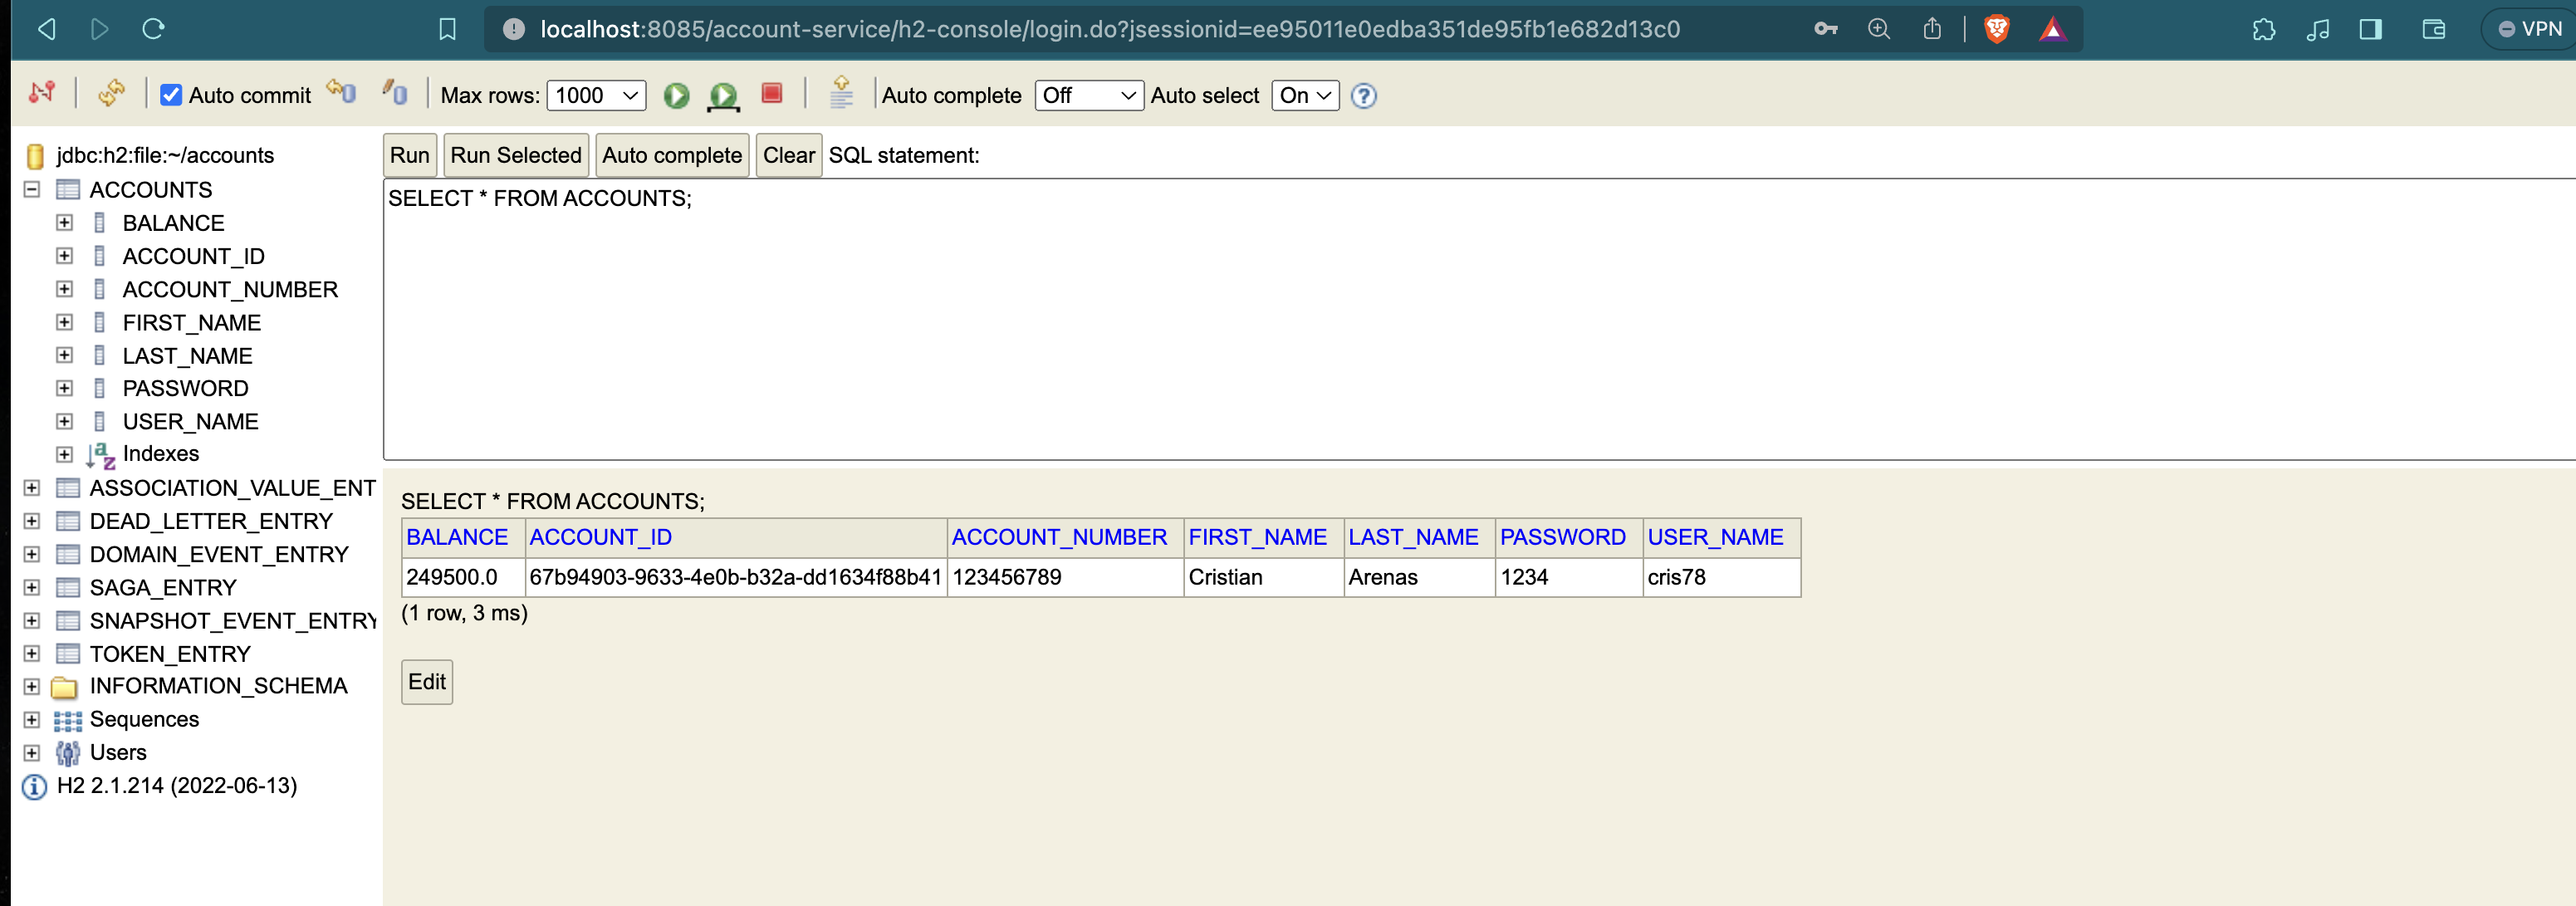 localhost:8085/account-service/h2-console/login.do?jsessionid=ee95011e0edba351de95fb1e682d13c0
VPN
Auto commit Max rows: 1000 Auto complete Off Auto select On ?
jdbc:h2:file:~/accounts
ACCOUNTS
BALANCE
ACCOUNT_ID
ACCOUNT_NUMBER
FIRST_NAME
LAST_NAME
PASSWORD
USER_NAME
Indexes
ASSOCIATION_VALUE_ENT
DEAD_LETTER_ENTRY
DOMAIN_EVENT_ENTRY
SAGA_ENTRY
SNAPSHOT_EVENT_ENTRY
TOKEN_ENTRY
INFORMATION_SCHEMA
Sequences
Users
H2 2.1.214 (2022-06-13)
Run Run Selected Auto complete Clear SQL statement:
SELECT * FROM ACCOUNTS;
SELECT * FROM ACCOUNTS;
BALANCE ACCOUNT_ID ACCOUNT_NUMBER FIRST_NAME LAST_NAME PASSWORD USER_NAME
249500.0 67b94903-9633-4e0b-b32a-dd1634f88b41 123456789 Cristian Arenas 1234 cris78
(1 row, 3 ms)
Edit